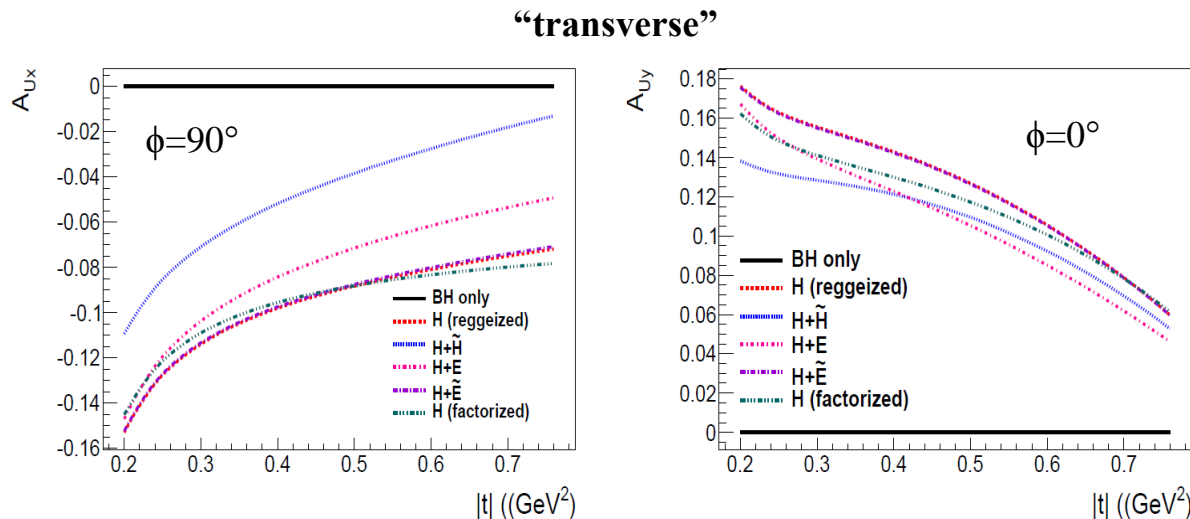 “transverse”
A_Ux
0
-0.02
-0.04
-0.06
-0.08
-0.1
-0.12
-0.14
-0.16
ϕ=90°
BH only
H (reggeized)
H+H̃
H+E
H+Ẽ
H (factorized)
0.2 0.3 0.4 0.5 0.6 0.7
|t| ((GeV²)
A_Uy
0.18
0.16
0.14
0.12
0.1
0.08
0.06
0.04
0.02
0
ϕ=0°
BH only
H (reggeized)
H+H̃
H+E
H+Ẽ
H (factorized)
0.2 0.3 0.4 0.5 0.6 0.7
|t| ((GeV²)